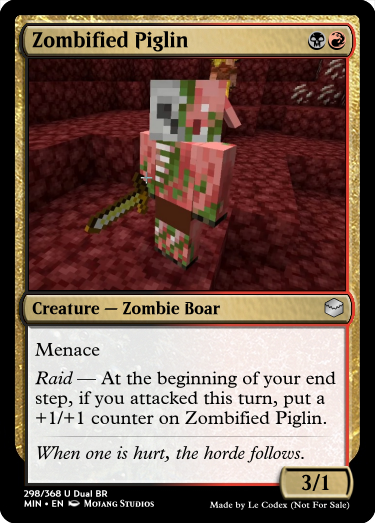 Zombified Piglin
Creature — Zombie Boar
Menace
Raid — At the beginning of your end
step, if you attacked this turn, put a
+1/+1 counter on Zombified Piglin.
When one is hurt, the horde follows.
3/1
298/368 U Dual BR
MIN • EN Mojang Studios
Made by Le Codex (Not For Sale)